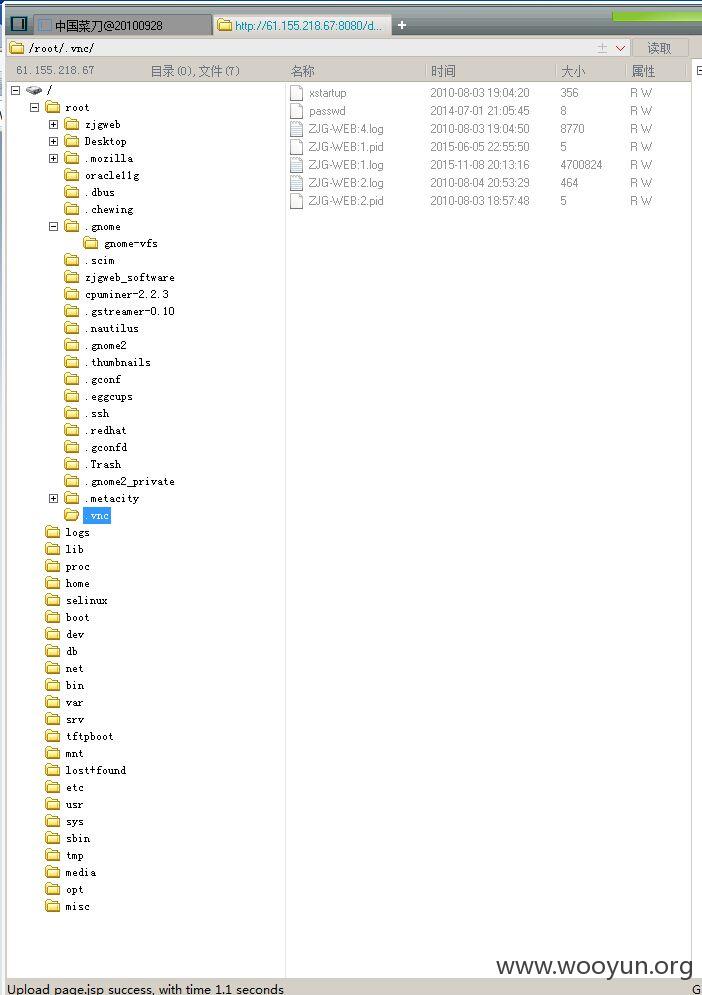 中国菜刀@20100928
http://61.155.218.67:8080/d...
+
/root/.vnc/
读取
61.155.218.67
目录(0),文件(7)
名称 时间 大小 属性
xstartup 2010-08-03 19:04:20 356 RW
passwd 2014-07-01 21:05:45 8 RW
ZJG-WEB:4.log 2010-08-03 19:04:50 8770 RW
ZJG-WEB:1.pid 2015-06-05 22:55:50 5 RW
ZJG-WEB:1.log 2015-11-08 20:13:16 4700824 RW
ZJG-WEB:2.log 2010-08-04 20:53:29 464 RW
ZJG-WEB:2.pid 2010-08-03 18:57:48 5 RW
/
root
zjgweb
Desktop
.mozilla
oracle11g
.dbus
.chewing
.gnome
gnome-vfs
.scim
zjgweb_software
cpuminer-2.2.3
.gstreamer-0.10
.nautilus
.gnome2
.thumbnails
.gconf
.eggcups
.ssh
.redhat
.gconfd
.Trash
.gnome2_private
.metacity
.vnc
logs
lib
proc
home
selinux
boot
dev
db
net
bin
var
srv
tftpboot
mnt
lost+found
etc
usr
sys
sbin
tmp
media
opt
misc
www.wooyun.org
Upload page.jsp success, with time 1.1 seconds
G